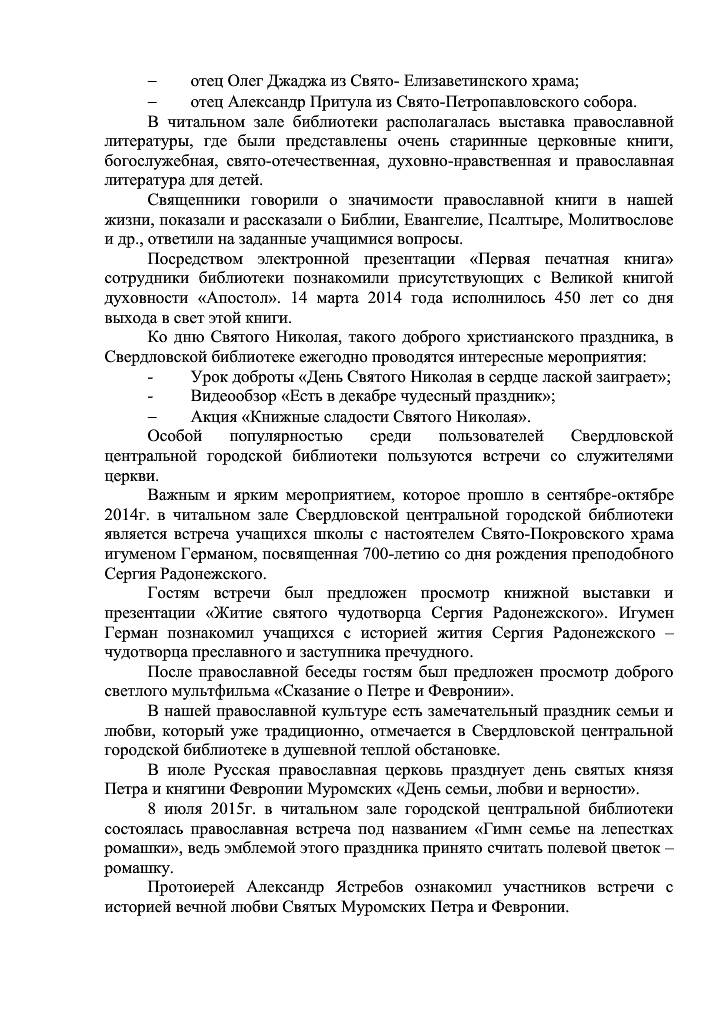 – отец Олег Джаджа из Свято- Елизаветинского храма;
– отец Александр Притула из Свято-Петропавловского собора.
В читальном зале библиотеки располагалась выставка православной
литературы, где были представлены очень старинные церковные книги,
богослужебная, свято-отечественная, духовно-нравственная и православная
литература для детей.
Священники говорили о значимости православной книги в нашей
жизни, показали и рассказали о Библии, Евангелие, Псалтыре, Молитвослове
и др., ответили на заданные учащимися вопросы.
Посредством электронной презентации «Первая печатная книга»
сотрудники библиотеки познакомили присутствующих с Великой книгой
духовности «Апостол». 14 марта 2014 года исполнилось 450 лет со дня
выхода в свет этой книги.
Ко дню Святого Николая, такого доброго христианского праздника, в
Свердловской библиотеке ежегодно проводятся интересные мероприятия:
- Урок доброты «День Святого Николая в сердце лаской заиграет»;
- Видеообзор «Есть в декабре чудесный праздник»;
– Акция «Книжные сладости Святого Николая».
Особой популярностью среди пользователей Свердловской
центральной городской библиотеки пользуются встречи со служителями
церкви.
Важным и ярким мероприятием, которое прошло в сентябре-октябре
2014г. в читальном зале Свердловской центральной городской библиотеки
является встреча учащихся школы с настоятелем Свято-Покровского храма
игуменом Германом, посвященная 700-летию со дня рождения преподобного
Сергия Радонежского.
Гостям встречи был предложен просмотр книжной выставки и
презентации «Житие святого чудотворца Сергия Радонежского». Игумен
Герман познакомил учащихся с историей жития Сергия Радонежского –
чудотворца преславного и заступника пречудного.
После православной беседы гостям был предложен просмотр доброго
светлого мультфильма «Сказание о Петре и Февронии».
В нашей православной культуре есть замечательный праздник семьи и
любви, который уже традиционно, отмечается в Свердловской центральной
городской библиотеке в душевной теплой обстановке.
В июле Русская православная церковь празднует день святых князя
Петра и княгини Февронии Муромских «День семьи, любви и верности».
8 июля 2015г. в читальном зале городской центральной библиотеки
состоялась православная встреча под названием «Гимн семье на лепестках
ромашки», ведь эмблемой этого праздника принято считать полевой цветок –
ромашку.
Протоиерей Александр Ястребов ознакомил участников встречи с
историей вечной любви Святых Муромских Петра и Февронии.